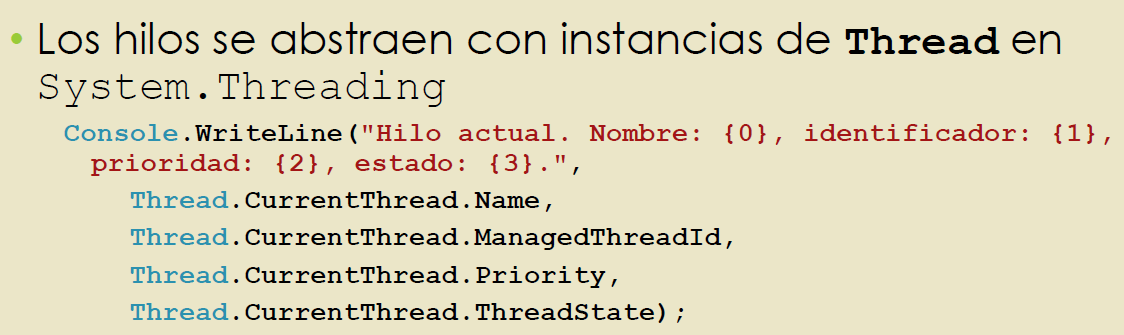 • Los hilos se abstraen con instancias de Thread en
System.Threading
Console.WriteLine("Hilo actual. Nombre: {0}, identificador: {1},
prioridad: {2}, estado: {3}.",
Thread.CurrentThread.Name,
Thread.CurrentThread.ManagedThreadId,
Thread.CurrentThread.Priority,
Thread.CurrentThread.ThreadState);